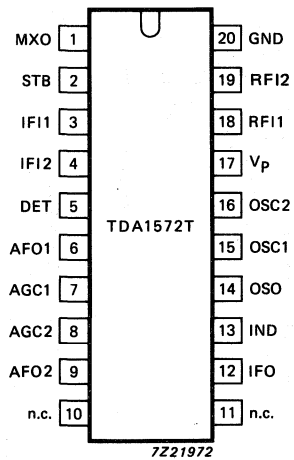 MXO 1 20 GND
STB 2 19 RFI2
IFI1 3 18 RFI1
IFI2 4 17 Vp
DET 5 16 OSC2
TDA1572T
AFO1 6 15 OSC1
AGC1 7 14 OSO
AGC2 8 13 IND
AFO2 9 12 IFO
n.c. 10 11 n.c.
7Z21972